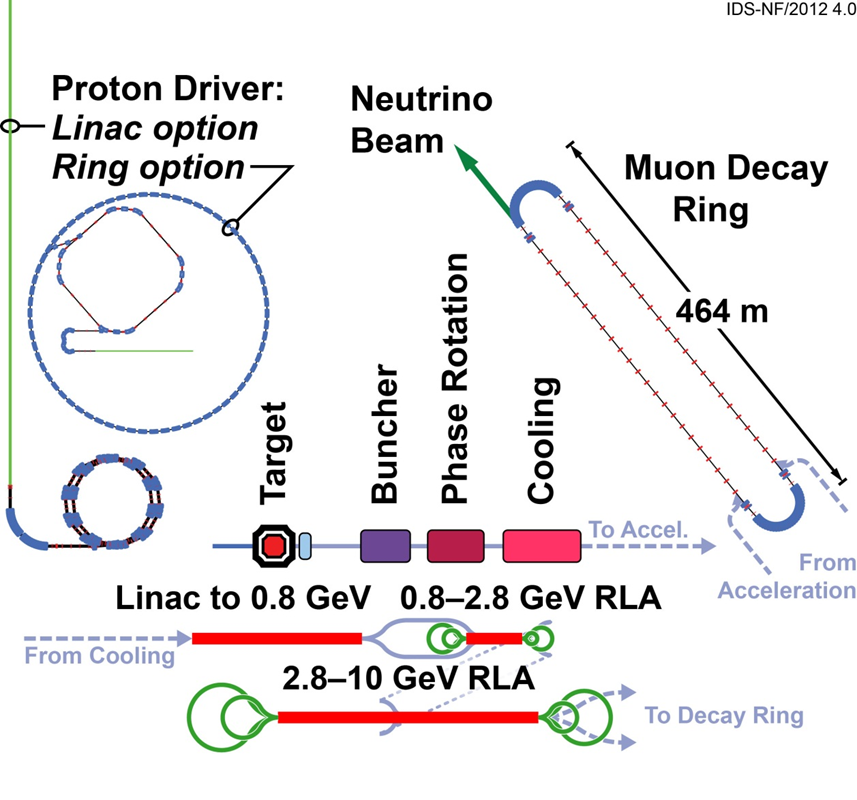 IDS-NF/2012 4.0
Proton Driver:
Linac option
Ring option
Neutrino
Beam
Muon Decay
Ring
464 m
Target
Buncher
Phase Rotation
Cooling
To Accel.
From
Acceleration
Linac to 0.8 GeV
0.8–2.8 GeV RLA
From Cooling
2.8–10 GeV RLA
To Decay Ring